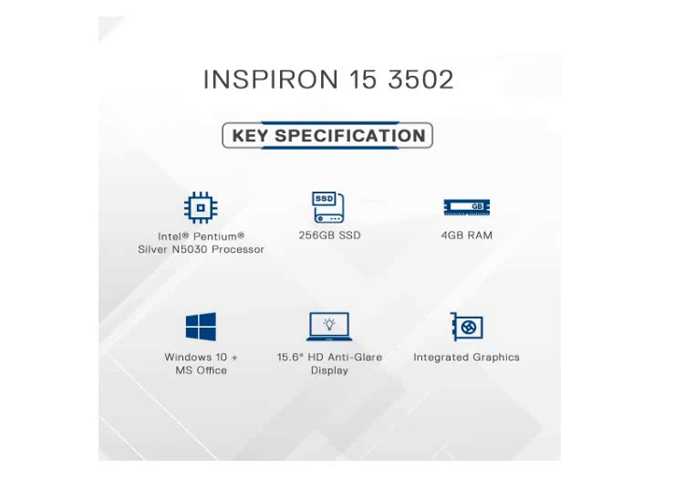 INSPIRON 15 3502
KEY SPECIFICATION
SSD
GB
Intel® Pentium®
Silver N5030 Processor
256GB SSD
4GB RAM
Windows 10 +
MS Office
15.6" HD Anti-Glare
Display
Integrated Graphics